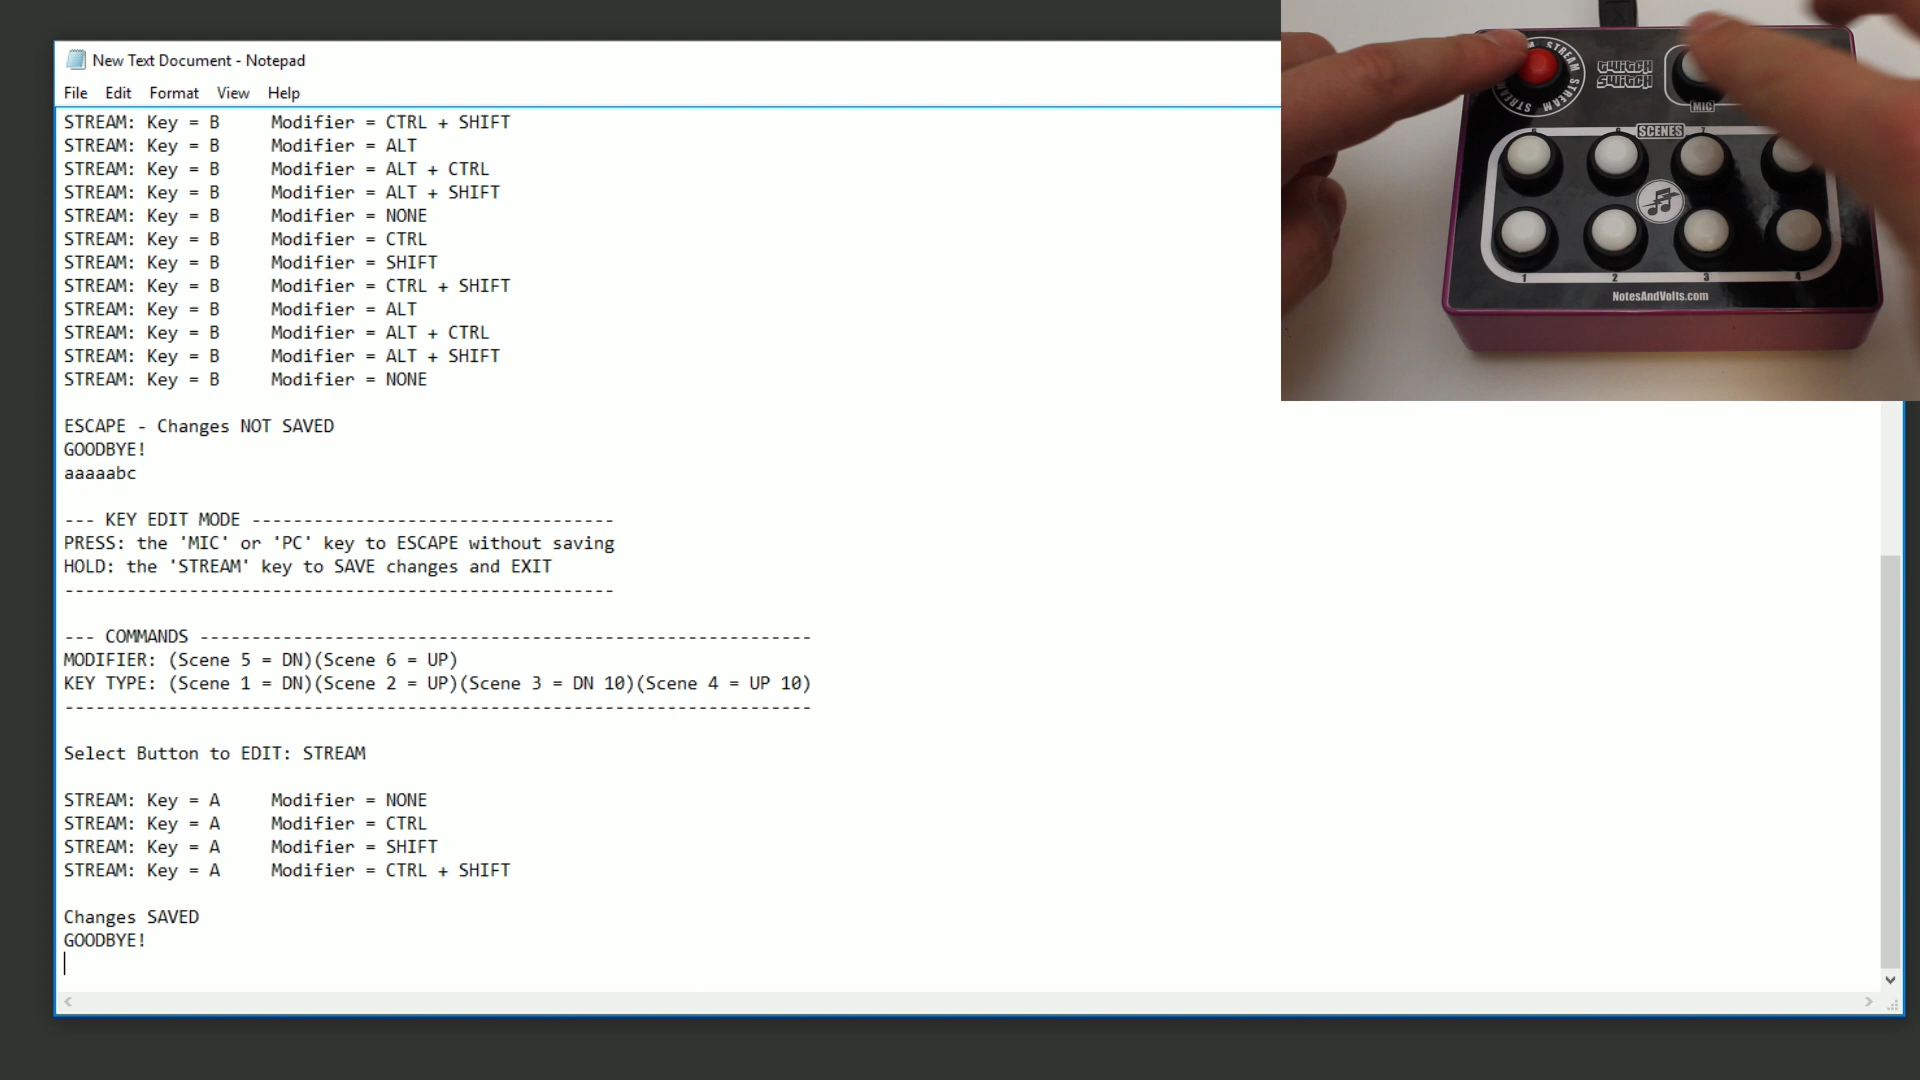 New Text Document - Notepad
File Edit Format View Help
STREAM: Key = B     Modifier = CTRL + SHIFT
STREAM: Key = B     Modifier = ALT
STREAM: Key = B     Modifier = ALT + CTRL
STREAM: Key = B     Modifier = ALT + SHIFT
STREAM: Key = B     Modifier = NONE
STREAM: Key = B     Modifier = CTRL
STREAM: Key = B     Modifier = SHIFT
STREAM: Key = B     Modifier = CTRL + SHIFT
STREAM: Key = B     Modifier = ALT
STREAM: Key = B     Modifier = ALT + CTRL
STREAM: Key = B     Modifier = ALT + SHIFT
STREAM: Key = B     Modifier = NONE
ESCAPE - Changes NOT SAVED
GOODBYE!
aaaaabc
--- KEY EDIT MODE -----------------------------------
PRESS: the 'MIC' or 'PC' key to ESCAPE without saving
HOLD: the 'STREAM' key to SAVE changes and EXIT
-----------------------------------------------------
--- COMMANDS -----------------------------------------------------------
MODIFIER: (Scene 5 = DN)(Scene 6 = UP)
KEY TYPE: (Scene 1 = DN)(Scene 2 = UP)(Scene 3 = DN 10)(Scene 4 = UP 10)
------------------------------------------------------------------------
Select Button to EDIT: STREAM
STREAM: Key = A     Modifier = NONE
STREAM: Key = A     Modifier = CTRL
STREAM: Key = A     Modifier = SHIFT
STREAM: Key = A     Modifier = CTRL + SHIFT
Changes SAVED
GOODBYE!
STREAM STREAM STREAM
TWITCH
SWITCH
MIC
SCENES
1 2 3 4
NotesAndVolts.com